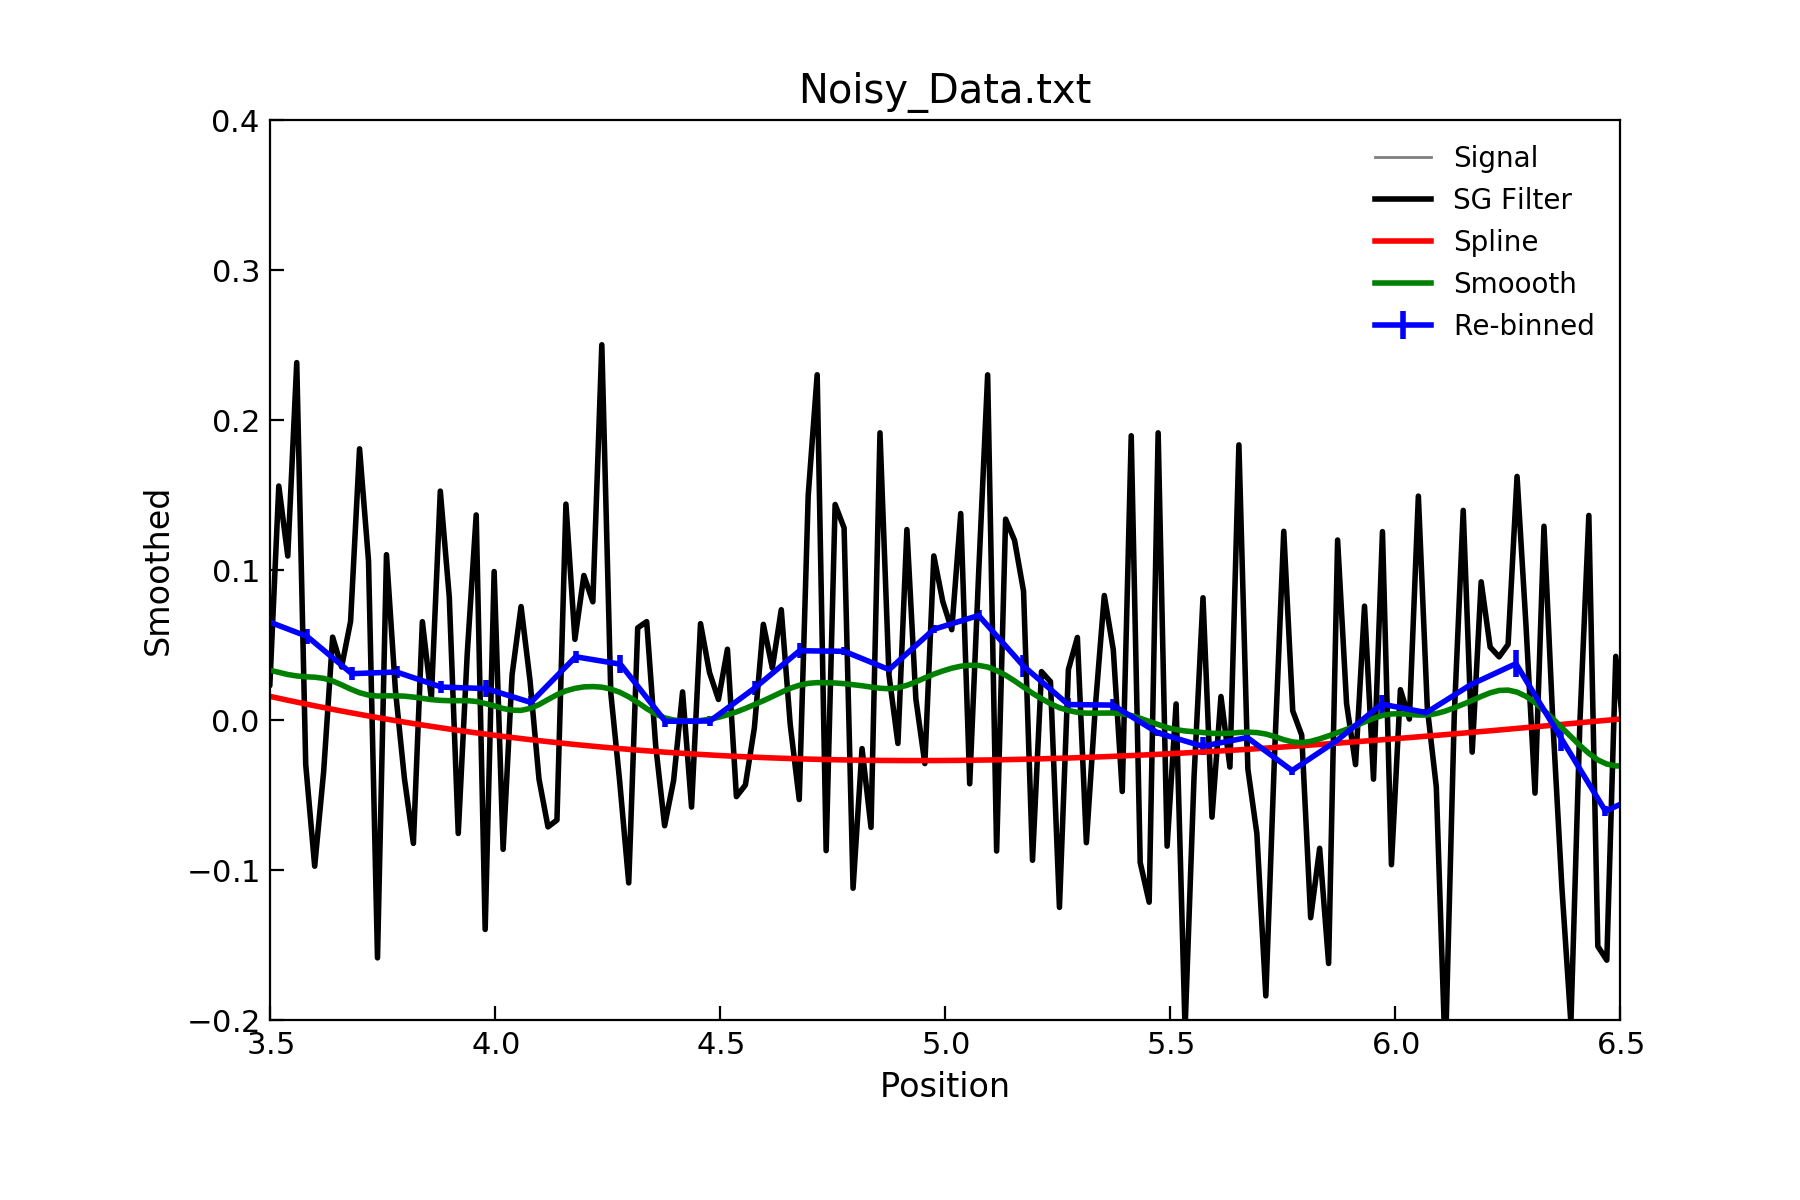 Noisy_Data.txt
0.4
0.3
0.2
0.1
0.0
−0.1
−0.2
Smoothed
Signal
SG Filter
Spline
Smoooth
Re-binned
3.5 4.0 4.5 5.0 5.5 6.0 6.5
Position